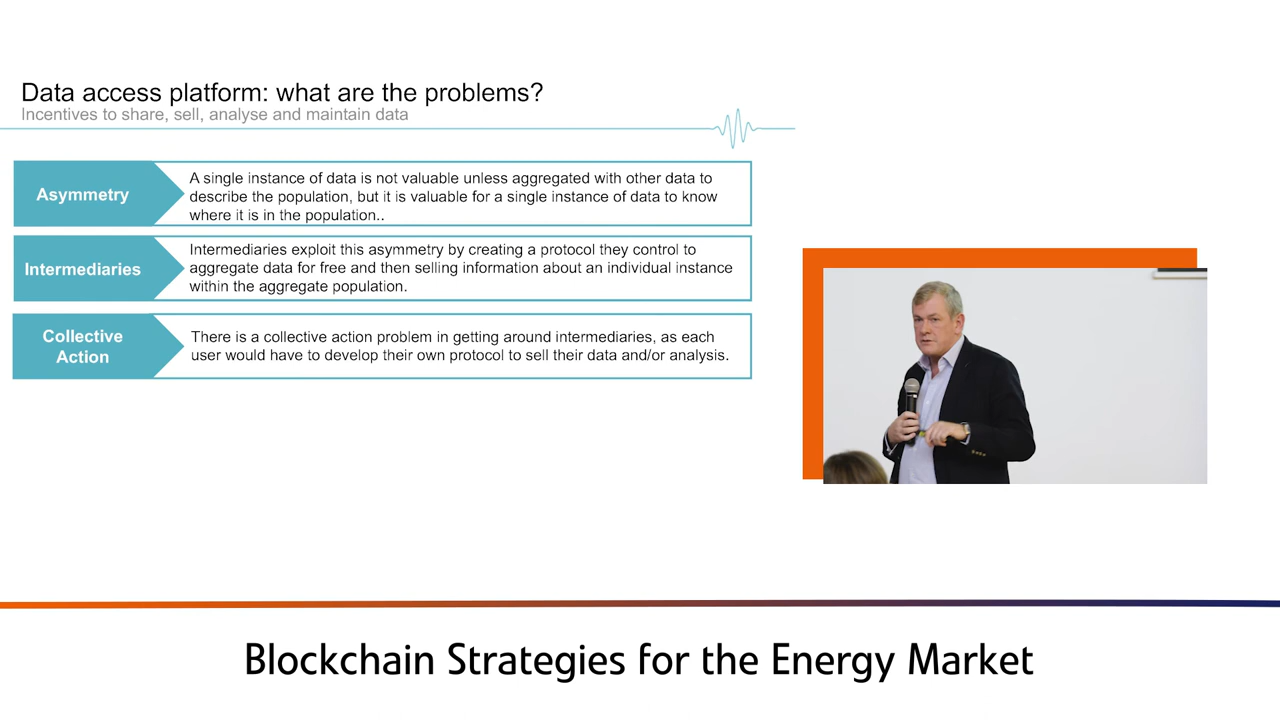 Data access platform: what are the problems?
Incentives to share, sell, analyse and maintain data
Asymmetry
A single instance of data is not valuable unless aggregated with other data to
describe the population, but it is valuable for a single instance of data to know
where it is in the population..
Intermediaries
Intermediaries exploit this asymmetry by creating a protocol they control to
aggregate data for free and then selling information about an individual instance
within the aggregate population.
Collective
Action
There is a collective action problem in getting around intermediaries, as each
user would have to develop their own protocol to sell their data and/or analysis.
Blockchain Strategies for the Energy Market